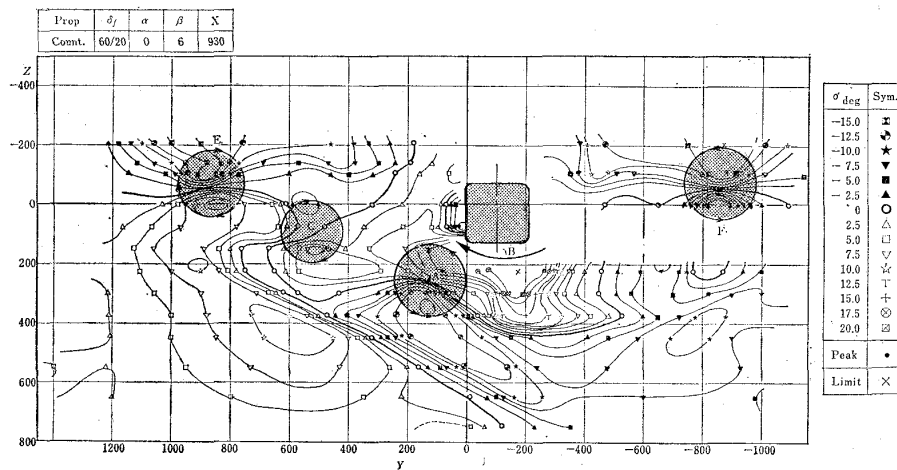 Prop δf α β X
Count. 60/20 0 6 930
Z
-400
-200
0
200
400
600
800
1200 1000 800 600 400 200 0 -200 -400 -600 -800 -1000
y
E
F
B
σ deg Sym.
-15.0
-12.5
-10.0
-7.5
-5.0
-2.5
0
2.5
5.0
7.5
10.0
12.5
15.0
17.5
20.0
Peak
Limit